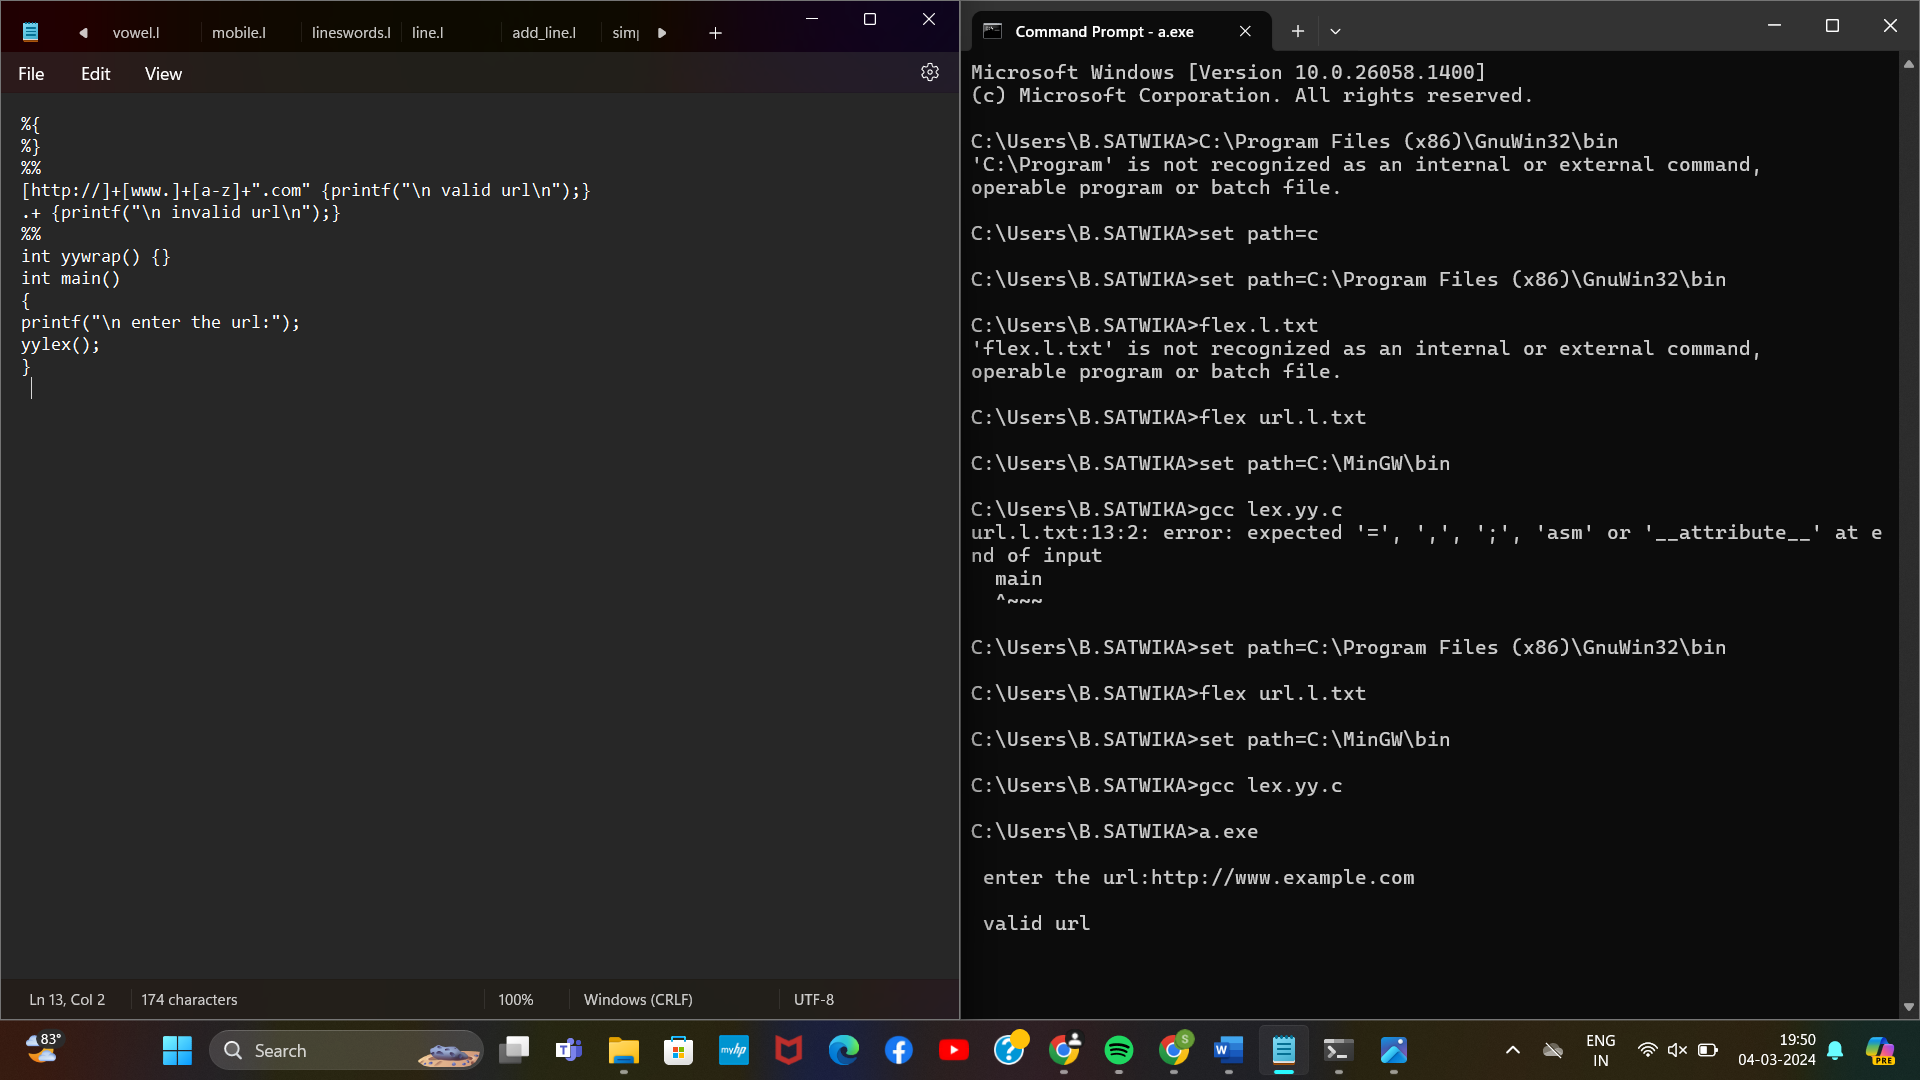 vowel.l
mobile.l
lineswords.l
line.l
add_line.l
File
Edit
View
%{
%}
%%
[http://]+[www.]+[a-z]+".com" {printf("\n valid url\n");}
.+ {printf("\n invalid url\n");}
%%
int yywrap() {}
int main()
{
printf("\n enter the url:");
yylex();
}
Ln 13, Col 2
174 characters
100%
Windows (CRLF)
UTF-8
Command Prompt - a.exe
Microsoft Windows [Version 10.0.26058.1400]
(c) Microsoft Corporation. All rights reserved.
C:\Users\B.SATWIKA>C:\Program Files (x86)\GnuWin32\bin
'C:\Program' is not recognized as an internal or external command,
operable program or batch file.
C:\Users\B.SATWIKA>set path=c
C:\Users\B.SATWIKA>set path=C:\Program Files (x86)\GnuWin32\bin
C:\Users\B.SATWIKA>flex.l.txt
'flex.l.txt' is not recognized as an internal or external command,
operable program or batch file.
C:\Users\B.SATWIKA>flex url.l.txt
C:\Users\B.SATWIKA>set path=C:\MinGW\bin
C:\Users\B.SATWIKA>gcc lex.yy.c
url.l.txt:13:2: error: expected '=', ',', ';', 'asm' or '__attribute__' at e
nd of input
main
^~~~
C:\Users\B.SATWIKA>set path=C:\Program Files (x86)\GnuWin32\bin
C:\Users\B.SATWIKA>flex url.l.txt
C:\Users\B.SATWIKA>set path=C:\MinGW\bin
C:\Users\B.SATWIKA>gcc lex.yy.c
C:\Users\B.SATWIKA>a.exe
enter the url:http://www.example.com
valid url
83°
Search
myhp
S
ENG
IN
19:50
04-03-2024
PRE